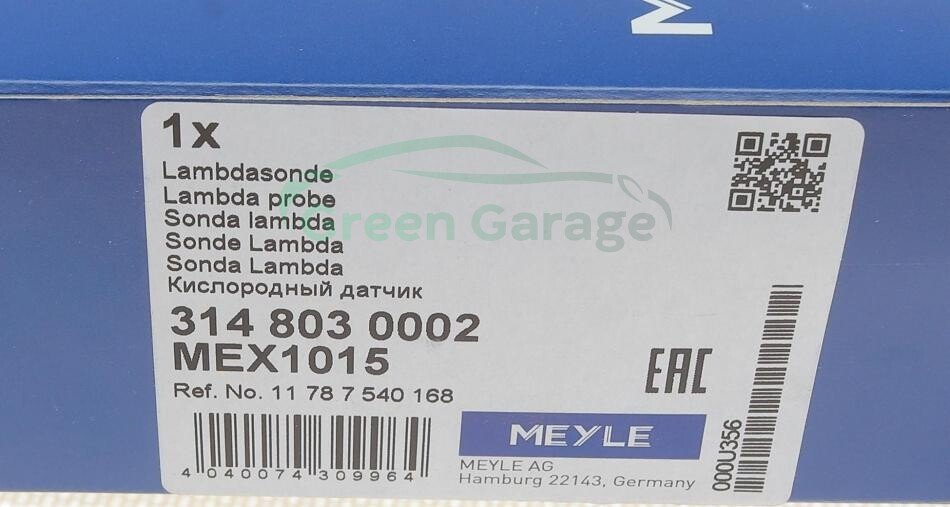 M
1x
Lambdasonde
Lambda probe
Sonda lambda
Sonde Lambda
Sonda Lambda
Кислородный датчик
Green Garage
314 803 0002
MEX1015
Ref. No. 11 78 7 540 168
EAC
4 040074 309964
MEYLE
MEYLE AG
Hamburg 22143, Germany
000U356